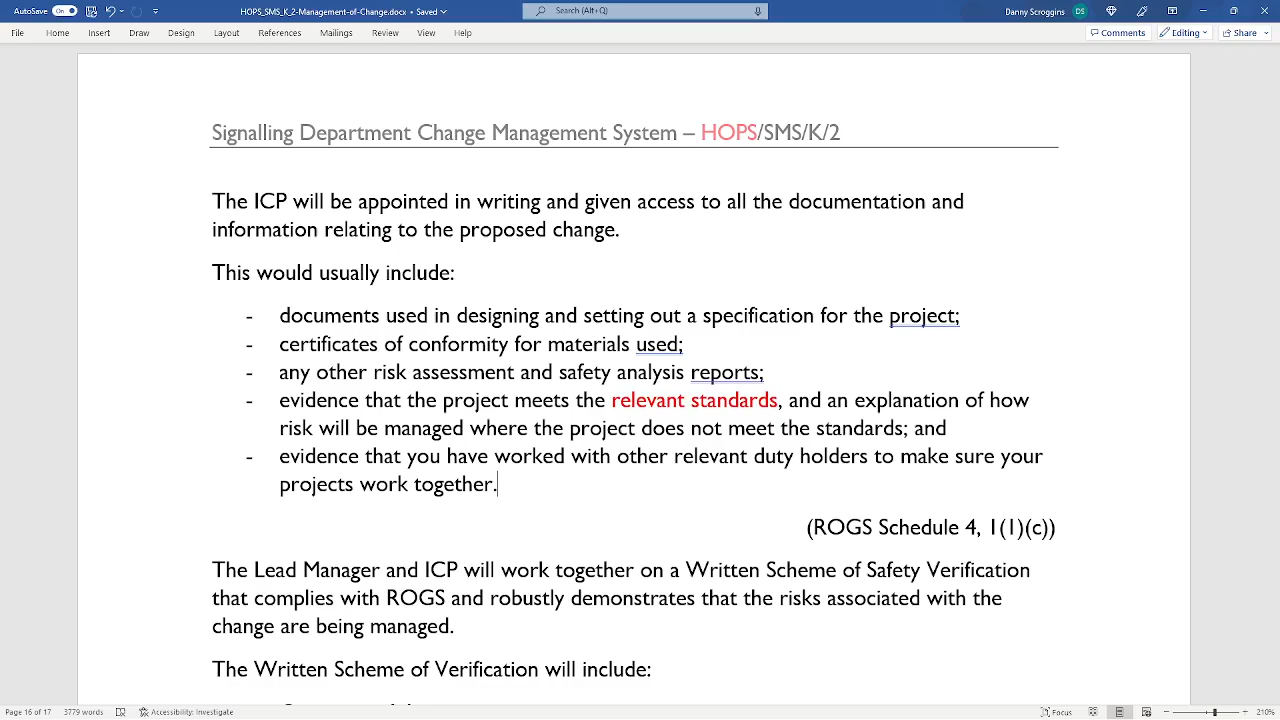 AutoSave On HOPS_SMS_K_2-Management-of-Change.docx • Saved Search (Alt+Q) Danny Scroggins DS
File Home Insert Draw Design Layout References Mailings Review View Help Comments Editing Share
Signalling Department Change Management System – HOPS/SMS/K/2
The ICP will be appointed in writing and given access to all the documentation and
information relating to the proposed change.
This would usually include:
- documents used in designing and setting out a specification for the project;
- certificates of conformity for materials used;
- any other risk assessment and safety analysis reports;
- evidence that the project meets the relevant standards, and an explanation of how
risk will be managed where the project does not meet the standards; and
- evidence that you have worked with other relevant duty holders to make sure your
projects work together.
(ROGS Schedule 4, 1(1)(c))
The Lead Manager and ICP will work together on a Written Scheme of Safety Verification
that complies with ROGS and robustly demonstrates that the risks associated with the
change are being managed.
The Written Scheme of Verification will include:
Page 16 of 17 3779 words Accessibility: Investigate Focus 210%